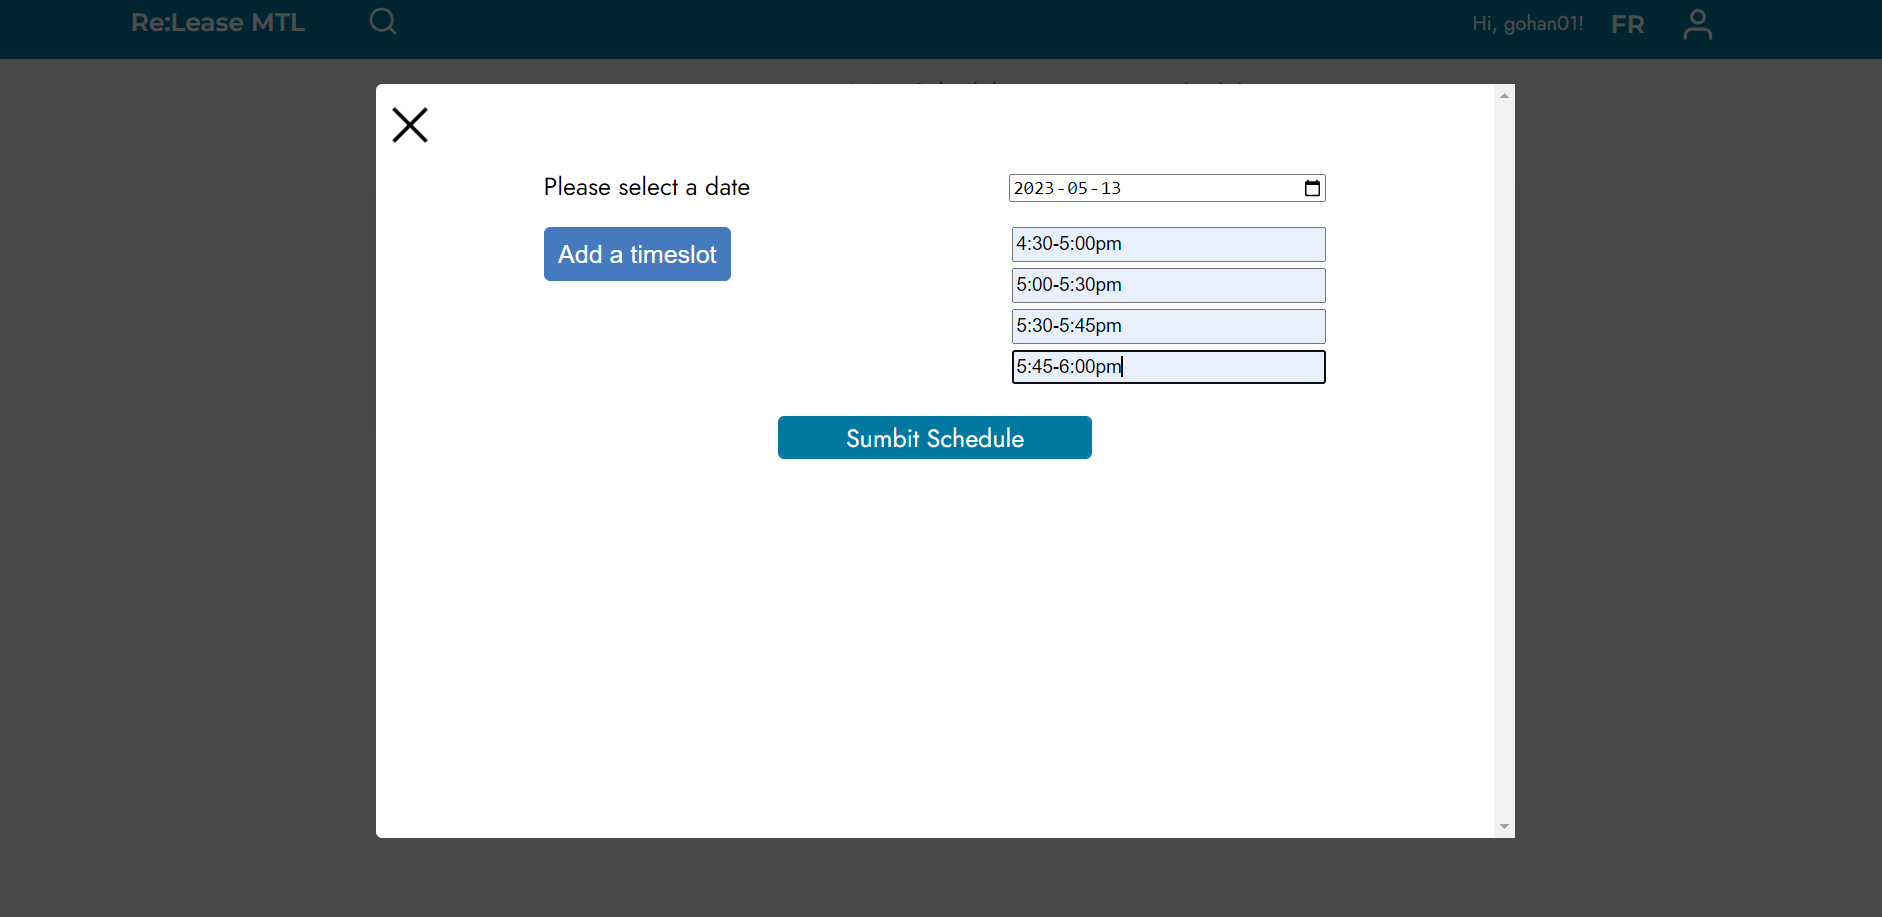 Re:Lease MTL
Hi, gohan01! FR
Please select a date
2023-05-13
Add a timeslot
4:30-5:00pm
5:00-5:30pm
5:30-5:45pm
5:45-6:00pm
Sumbit Schedule